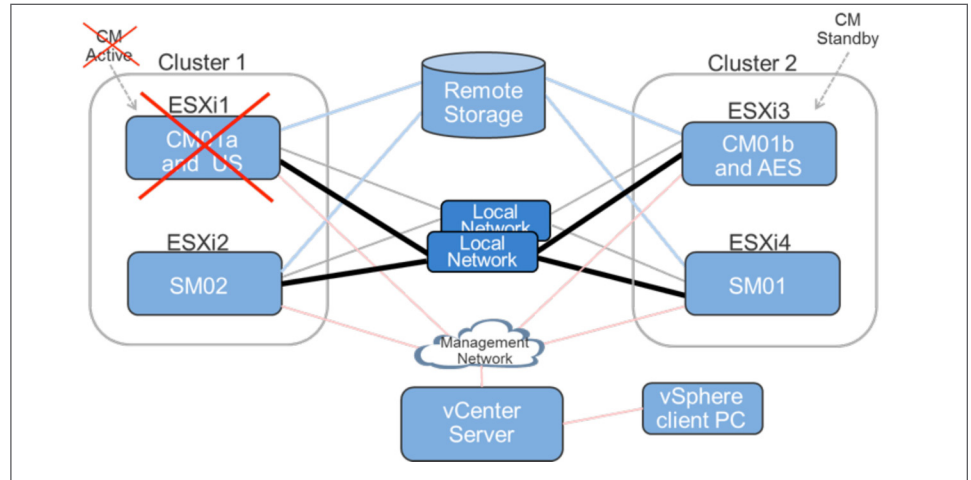 CM
Active
Cluster 1
ESXi1
CM01a
and US
ESXi2
SM02
Remote
Storage
Local
Network
Local
Network
Management
Network
vCenter
Server
vSphere
client PC
CM
Standby
Cluster 2
ESXi3
CM01b
and AES
ESXi4
SM01